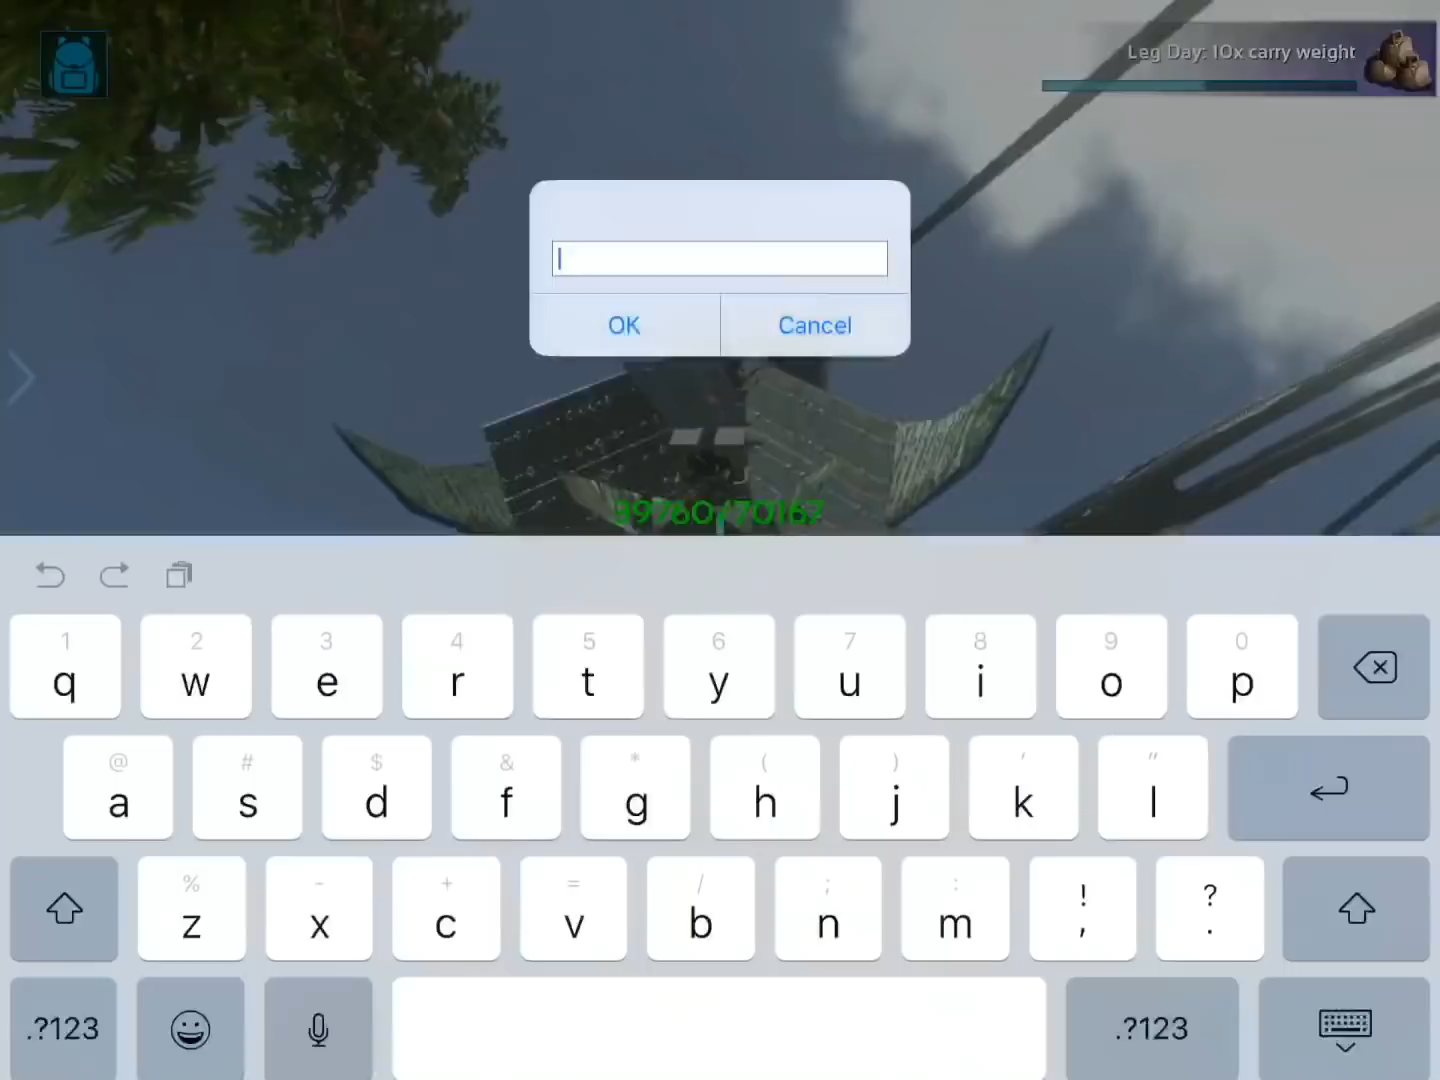 Leg Day: 10x carry weight
OK Cancel
39760/70167
1 2 3 4 5 6 7 8 9 0
q w e r t y u i o p
@ # $ & * ( ) ' "
a s d f g h j k l
% - + = / ; : ! ?
z x c v b n m , .
.?123 .?123